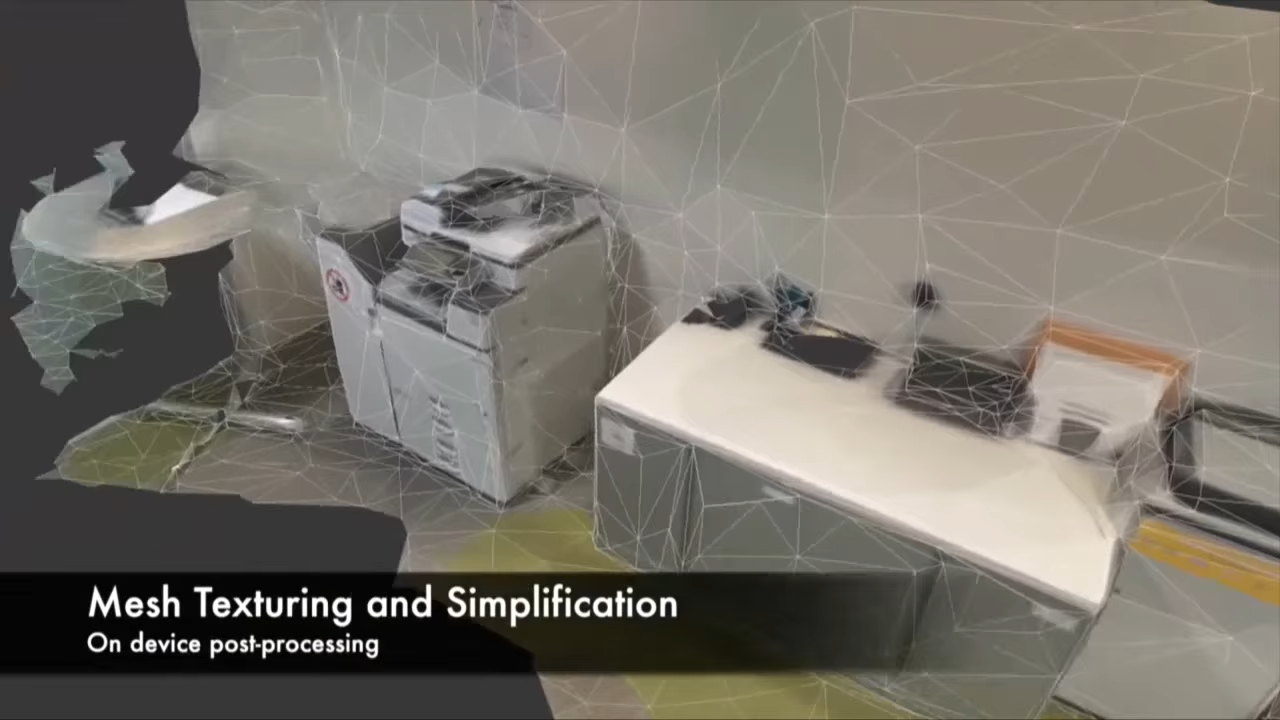 Mesh Texturing and Simplification
On device post-processing